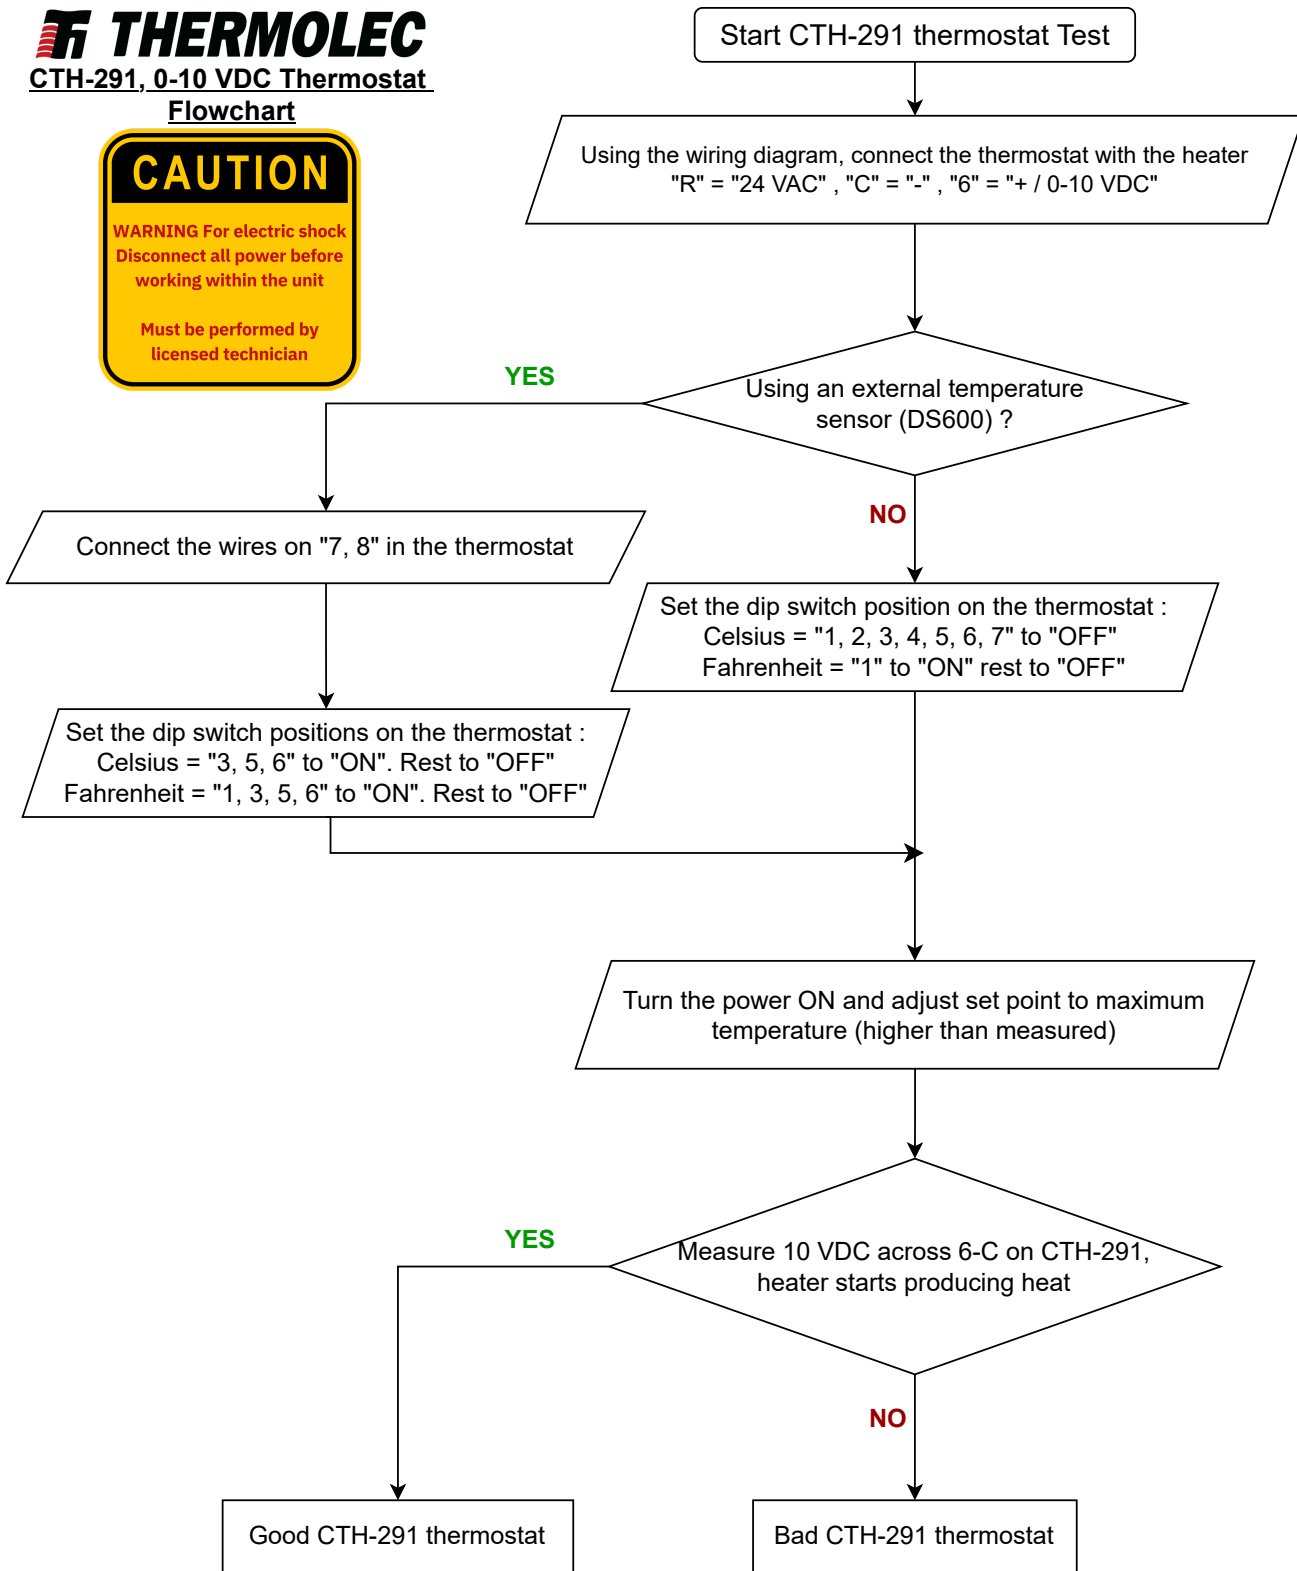 THERMOLEC
CTH-291, 0-10 VDC Thermostat
Flowchart
CAUTION
WARNING For electric shock
Disconnect all power before
working within the unit
Must be performed by
licensed technician
Start CTH-291 thermostat Test
Using the wiring diagram, connect the thermostat with the heater
"R" = "24 VAC" , "C" = "-" , "6" = "+ / 0-10 VDC"
Using an external temperature
sensor (DS600) ?
YES
NO
Connect the wires on "7, 8" in the thermostat
Set the dip switch position on the thermostat :
Celsius = "1, 2, 3, 4, 5, 6, 7" to "OFF"
Fahrenheit = "1" to "ON" rest to "OFF"
Set the dip switch positions on the thermostat :
Celsius = "3, 5, 6" to "ON". Rest to "OFF"
Fahrenheit = "1, 3, 5, 6" to "ON". Rest to "OFF"
Turn the power ON and adjust set point to maximum
temperature (higher than measured)
Measure 10 VDC across 6-C on CTH-291,
heater starts producing heat
YES
NO
Good CTH-291 thermostat
Bad CTH-291 thermostat